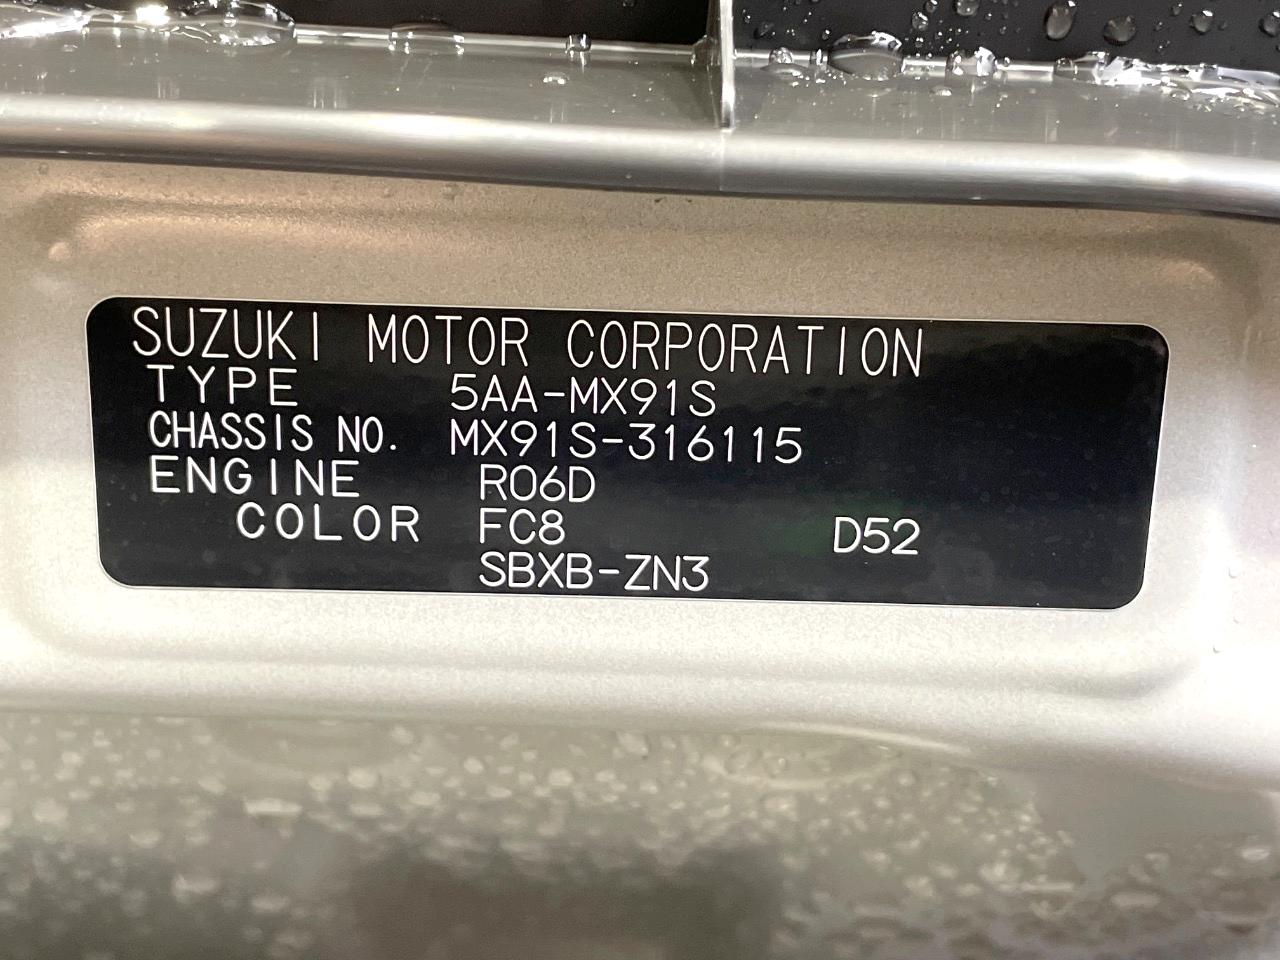 SUZUKI MOTOR CORPORATION
TYPE 5AA-MX91S
CHASSIS NO. MX91S-316115
ENGINE R06D
COLOR FC8 D52
SBXB-ZN3